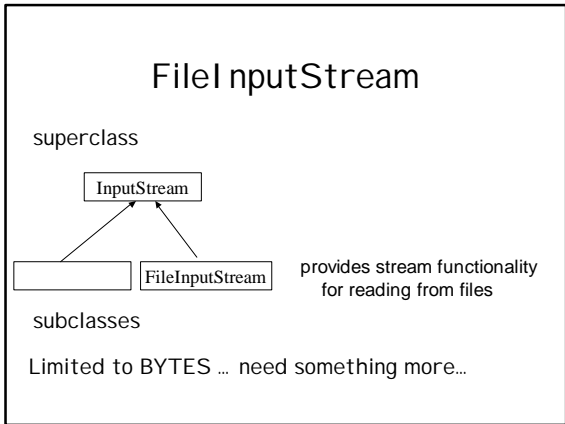 FileInputStream
superclass
InputStream
FileInputStream
provides stream functionality
for reading from files
subclasses
Limited to BYTES … need something more…